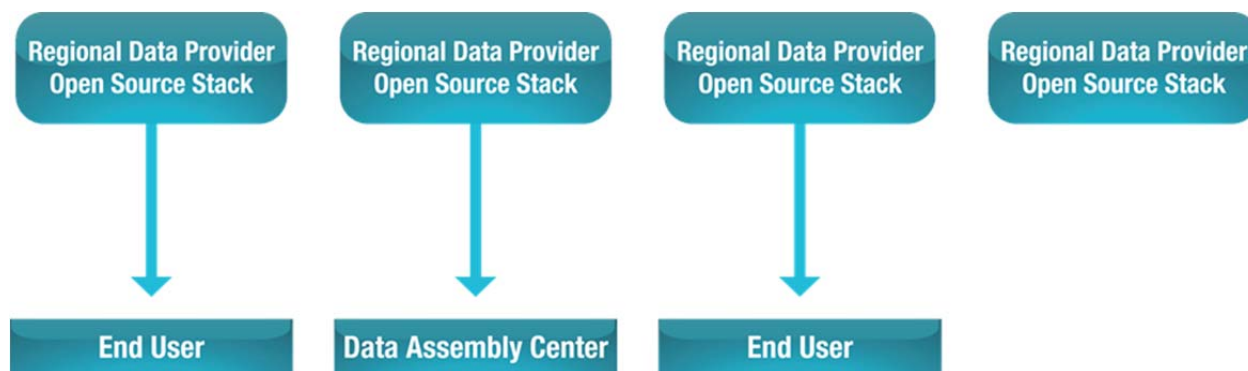 Regional Data Provider
Open Source Stack
Regional Data Provider
Open Source Stack
Regional Data Provider
Open Source Stack
Regional Data Provider
Open Source Stack
End User
Data Assembly Center
End User